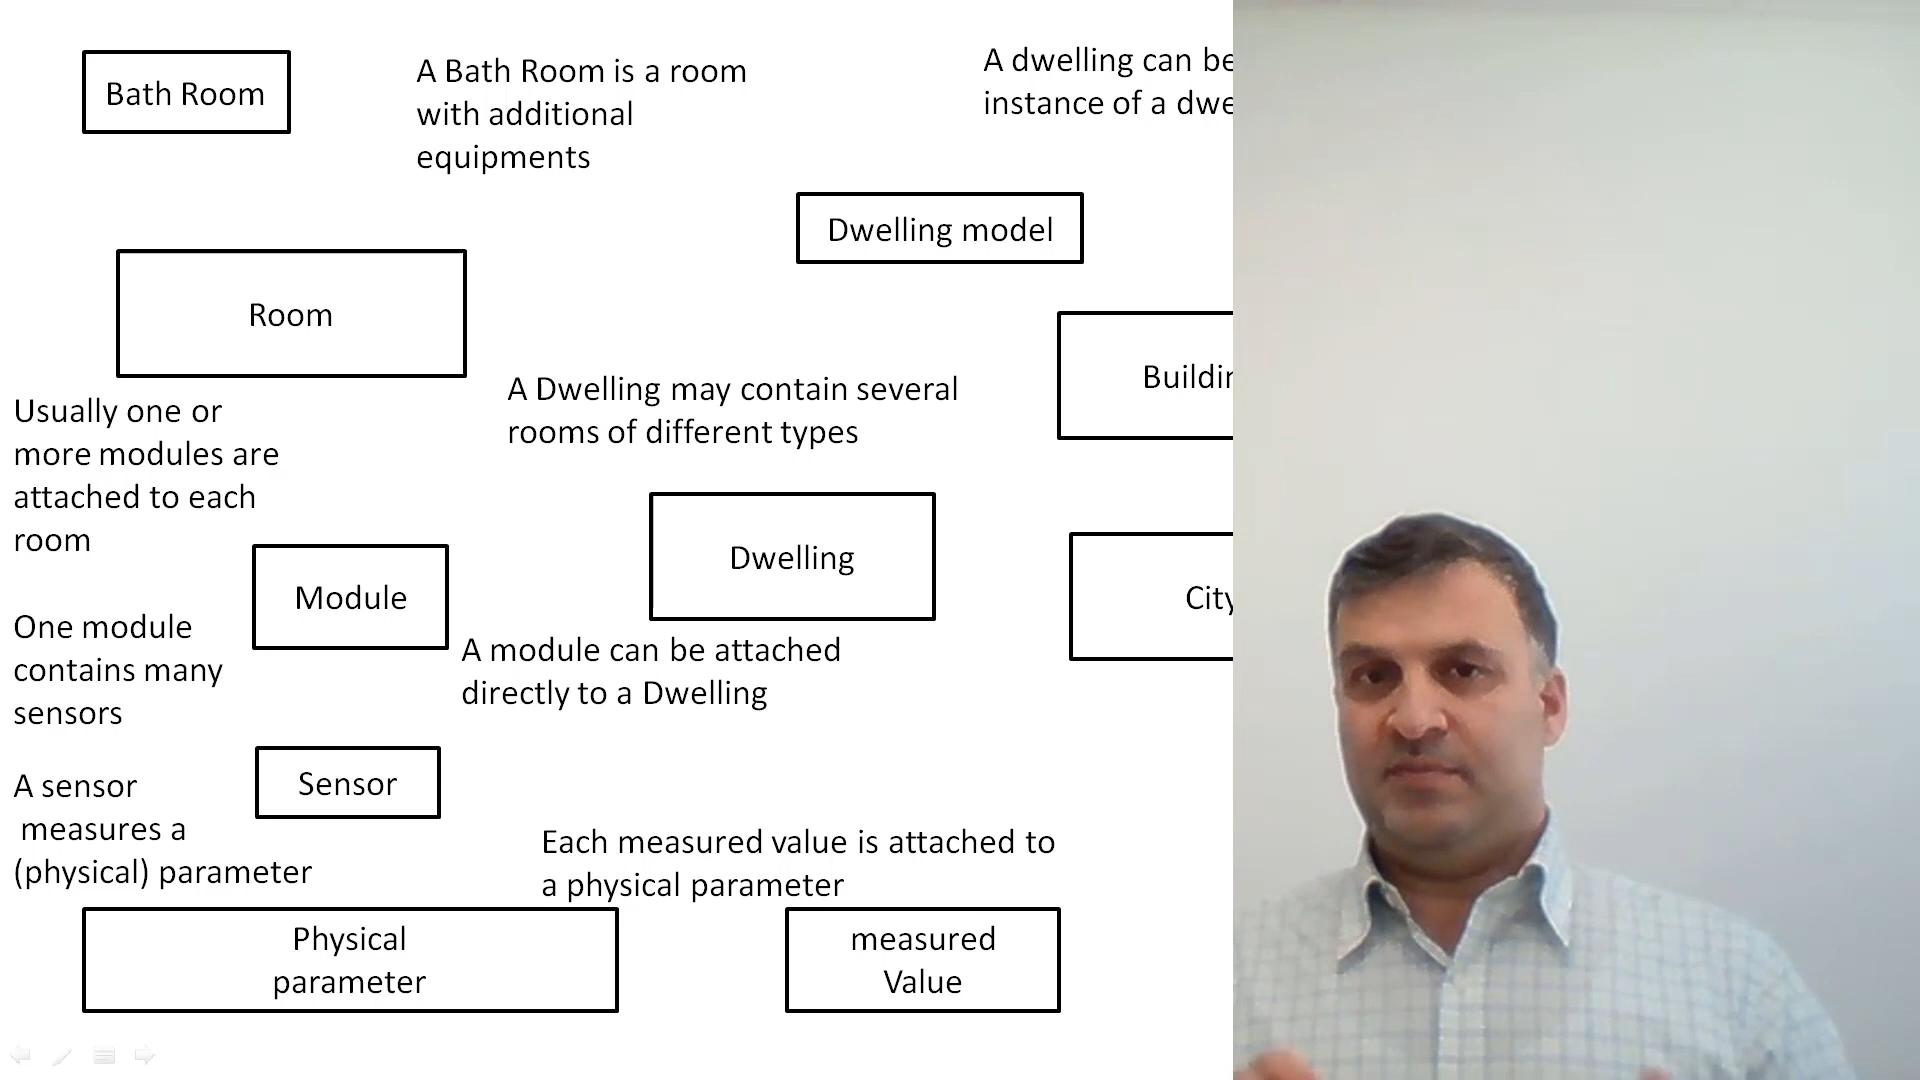 Bath Room
A Bath Room is a room
with additional
equipments
A dwelling can be
instance of a
Dwelling model
Room
A Dwelling may contain several
rooms of different types
Usually one or
more modules are
attached to each
room
Dwelling
Module
One module
contains many
sensors
A module can be attached
directly to a Dwelling
City
A sensor
measures a
(physical) parameter
Sensor
Each measured value is attached to
a physical parameter
Physical
parameter
measured
Value